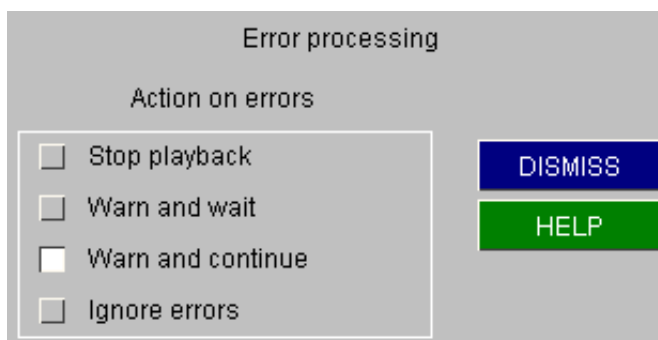 Error processing
Action on errors
Stop playback
Warn and wait
Warn and continue
Ignore errors
DISMISS
HELP